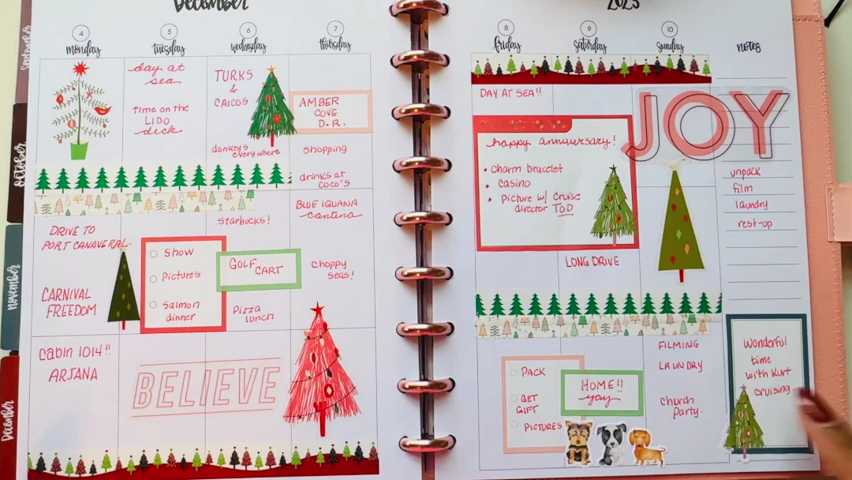 December
2023
September
October
November
December
4
monday
5
tuesday
6
wednesday
7
thursday
day at
sea
time on the
LIDO
deck
TURKS
&
CAICOS
donkeys
everywhere
AMBER
COVE
D.R.
shopping
drinks at
coco's
DRIVE TO
PORT CANAVERAL
CARNIVAL
FREEDOM
Show
Pictures
Salmon
dinner
Starbucks!
GOLF
CART
Pizza
lunch
BLUE IGUANA
Cantina
choppy
seas!
Cabin 1014!!
ARJANA
BELIEVE
8
friday
9
saturday
10
sunday
notes
DAY AT SEA!!
happy anniversary!
• Charm bracelet
• Casino
• Picture w/ Cruise
director TOD
JOY
unpack
film
laundry
rest-up
LONG DRIVE
PACK
GET
GIFT
PICTURES
HOME!!
yay
FILMING
LAUNDRY
church
party.
Wonderful
time
with Kurt
cruising